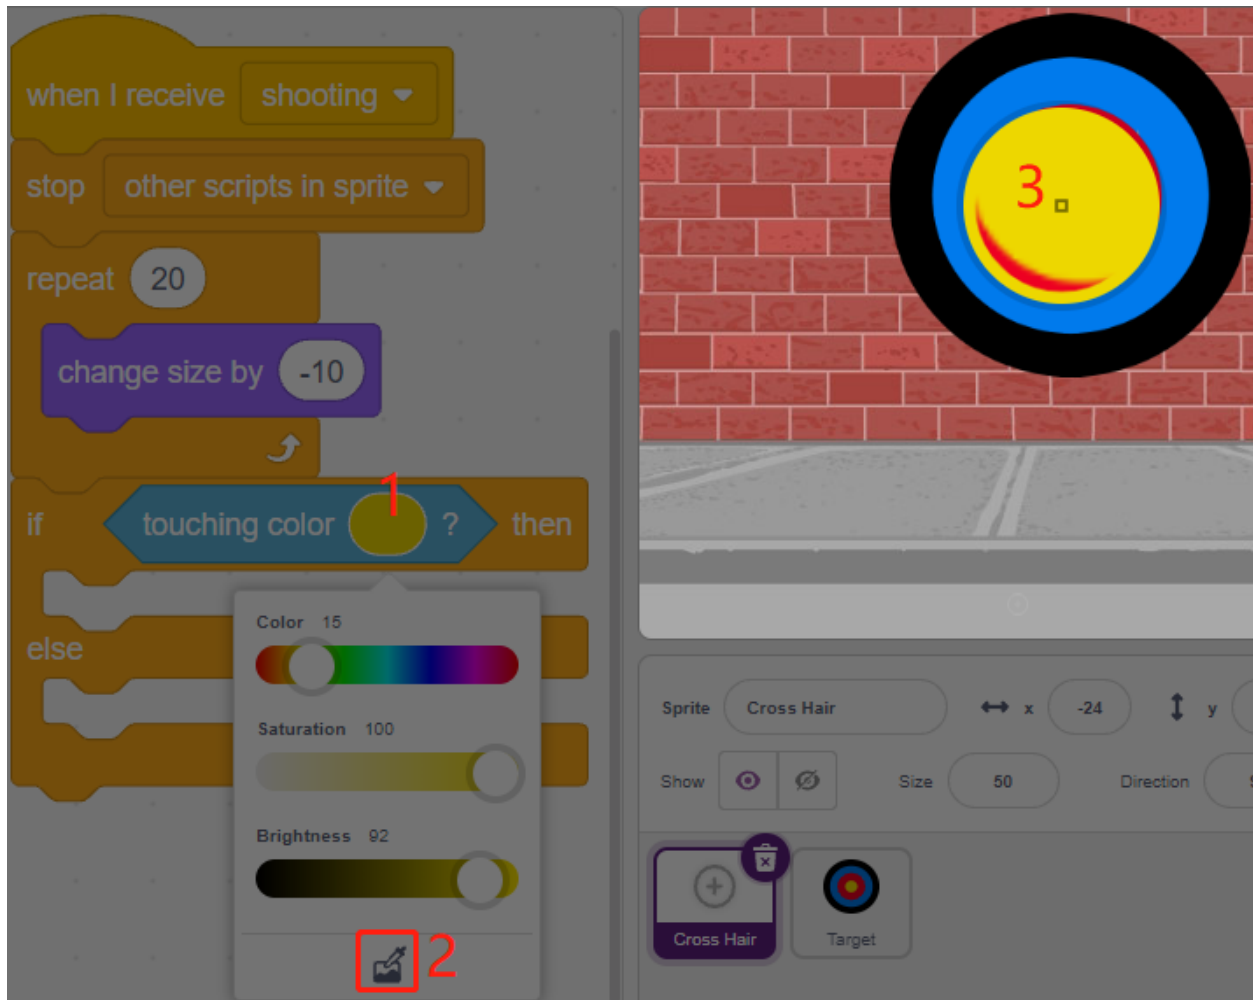 when I receive shooting
stop other scripts in sprite
repeat 20
change size by -10
1
if touching color ? then
Color 15
else
Saturation 100
Brightness 92
2
3
Sprite Cross Hair x -24 y
Show Size 50 Direction
Cross Hair Target